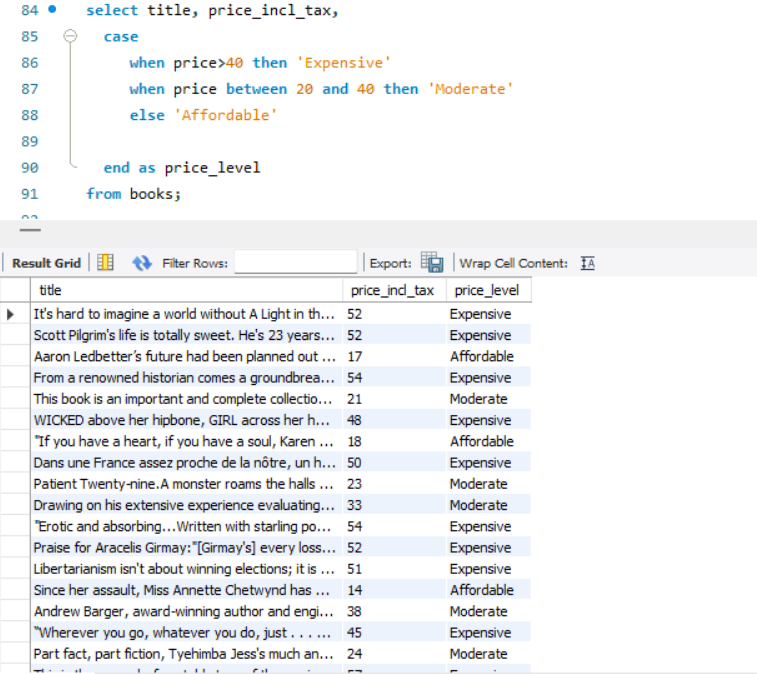 84 select title, price_incl_tax,
85 case
86 when price>40 then 'Expensive'
87 when price between 20 and 40 then 'Moderate'
88 else 'Affordable'
89
90 end as price_level
91 from books;
Result Grid Filter Rows: Export: Wrap Cell Content:
title price_incl_tax price_level
It's hard to imagine a world without A Light in th... 52 Expensive
Scott Pilgrim's life is totally sweet. He's 23 years... 52 Expensive
Aaron Ledbetter’s future had been planned out ... 17 Affordable
From a renowned historian comes a groundbrea... 54 Expensive
This book is an important and complete collectio... 21 Moderate
WICKED above her hipbone, GIRL across her h... 48 Expensive
"If you have a heart, if you have a soul, Karen ... 18 Affordable
Dans une France assez proche de la nôtre, un h... 50 Expensive
Patient Twenty-nine.A monster roams the halls ... 23 Moderate
Drawing on his extensive experience evaluating... 33 Moderate
"Erotic and absorbing...Written with starling po... 54 Expensive
Praise for Aracelis Girmay:"[Girmay's] every loss... 52 Expensive
Libertarianism isn't about winning elections; it is ... 51 Expensive
Since her assault, Miss Annette Chetwynd has ... 14 Affordable
Andrew Barger, award-winning author and engi... 38 Moderate
“Wherever you go, whatever you do, just . . . ... 45 Expensive
Part fact, part fiction, Tyehimba Jess's much an... 24 Moderate